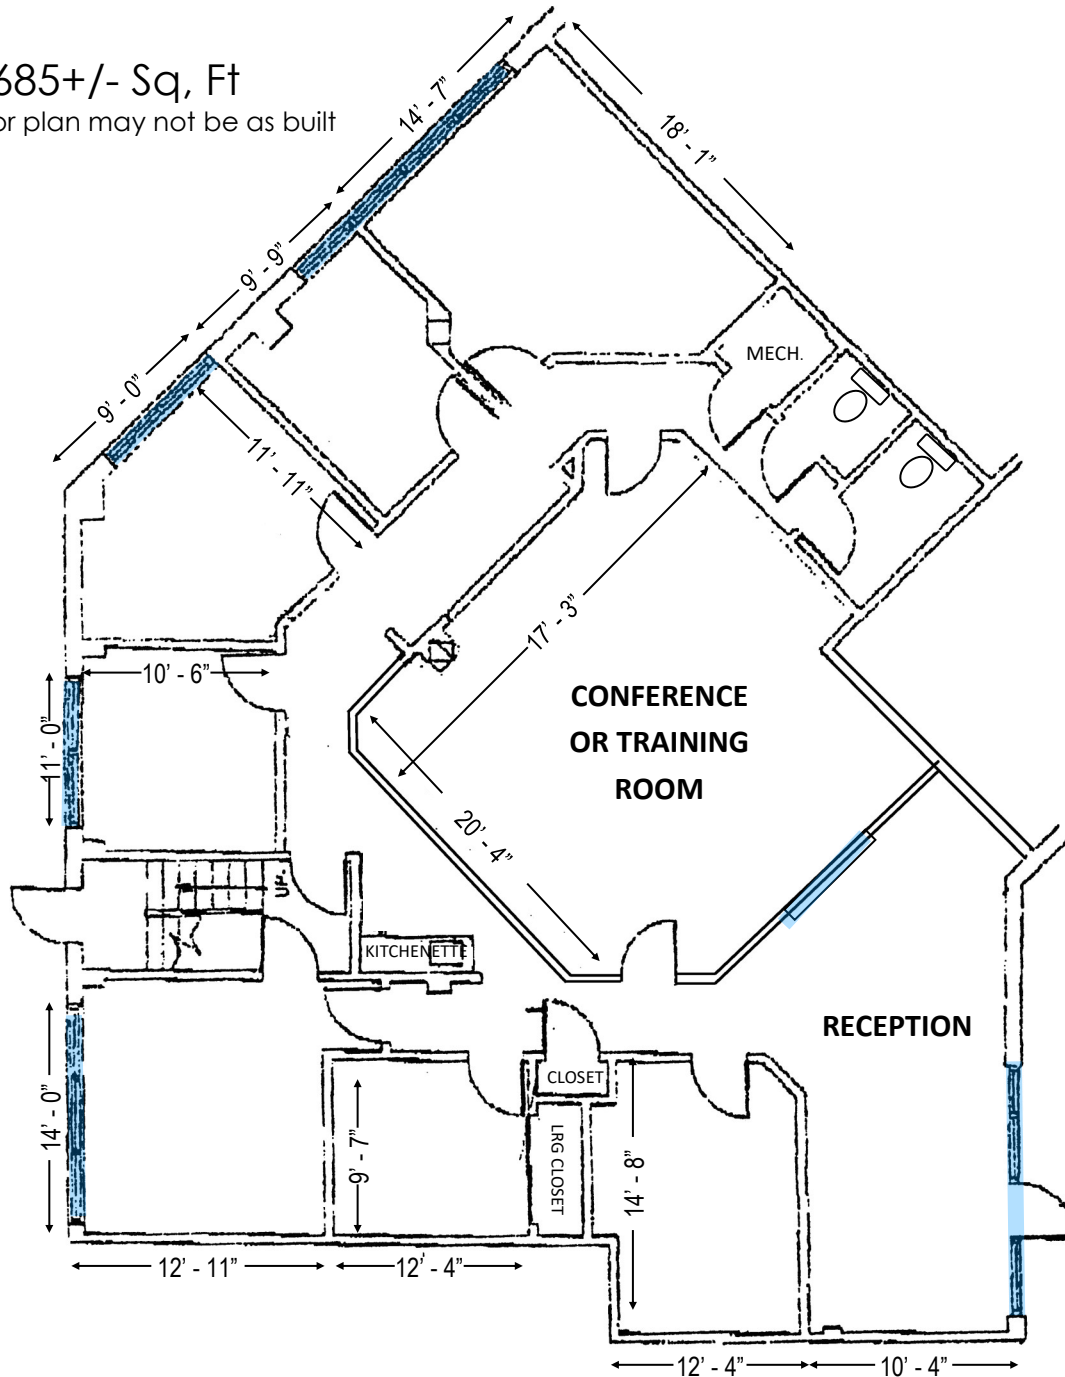 685+/- Sq, Ft
or plan may not be as built
14' - 7"
18' - 1"
9' - 9"
9' - 0"
MECH.
11' - 11"
17' - 3"
10' - 6"
11' - 0"
CONFERENCE
OR TRAINING
ROOM
20' - 4"
UP
KITCHENETTE
RECEPTION
CLOSET
14' - 0"
9' - 7"
LRG CLOSET
14' - 8"
12' - 11"
12' - 4"
12' - 4"
10' - 4"